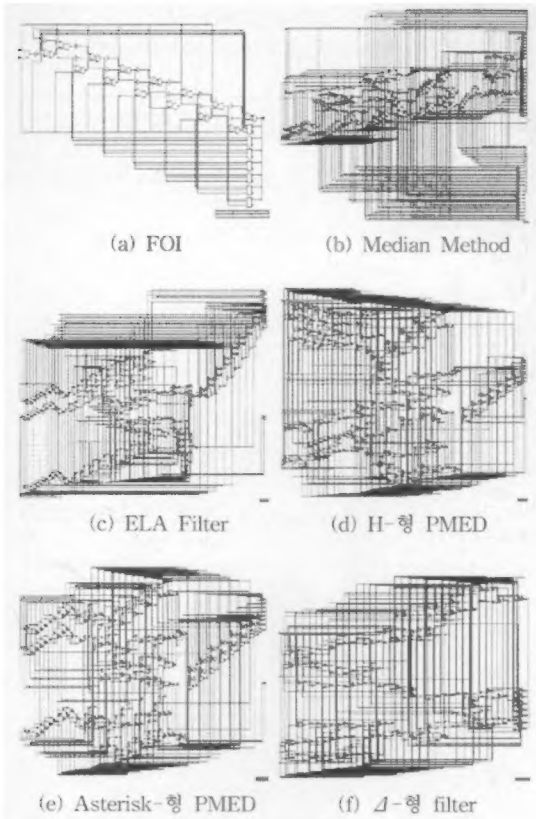 (a) FOI
(b) Median Method
(c) ELA Filter
(d) H-형 PMED
(e) Asterisk-형 PMED
(f) Δ-형 filter